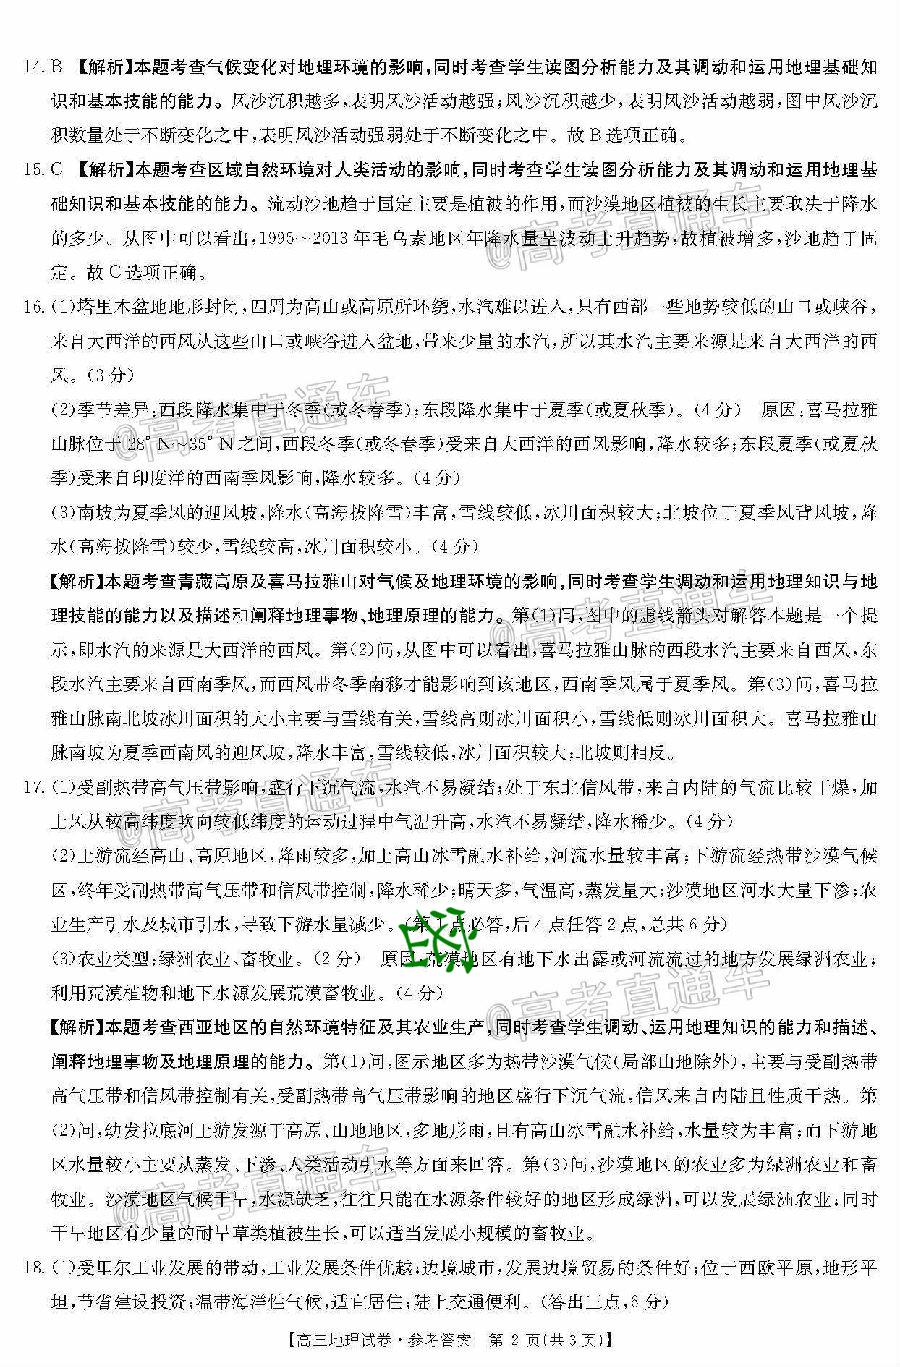 14. B 【解析】本题考查气候变化对地理环境的影响,同时考查学生读图分析能力及其调动和运用地理基础知
识和基本技能的能力。风沙沉积越多,表明风沙活动越强;风沙沉积越少,表明风沙活动越弱,图中风沙沉
积数量处于不断变化之中,表明风沙活动强弱处于不断变化之中。故B选项正确。
15. C 【解析】本题考查区域自然环境对人类活动的影响,同时考查学生读图分析能力及其调动和运用地理基
础知识和基本技能的能力。流动沙地趋于固定主要是植被的作用,而沙漠地区植被的生长主要取决于降水
的多少。从图中可以看出,1995~2013年毛乌素地区年降水量呈波动上升趋势,故植被增多,沙地趋于固
定。故C选项正确。
16. (1)塔里木盆地地形封闭,四周为高山或高原所环绕,水汽难以进入,只有西部一些地势较低的山口或峡谷,
来自大西洋的西风从这些山口或峡谷进入盆地,带来少量的水汽,所以其水汽主要来源是来自大西洋的西
风。(3分)
(2)季节差异:西段降水集中于冬季(或冬春季);东段降水集中于夏季(或夏秋季)。(4分) 原因:喜马拉雅
山脉位于28°N~35°N之间,西段冬季(或冬春季)受来自大西洋的西风影响,降水较多;东段夏季(或夏秋
季)受来自印度洋的西南季风影响,降水较多。(4分)
(3)南坡为夏季风的迎风坡,降水(高海拔降雪)丰富,雪线较低,冰川面积较大;北坡位于夏季风背风坡,降
水(高海拔降雪)较少,雪线较高,冰川面积较小。(4分)
【解析】本题考查青藏高原及喜马拉雅山对气候及地理环境的影响,同时考查学生调动和运用地理知识与地
理技能的能力以及描述和阐释地理事物、地理原理的能力。第(1)问,图中的虚线箭头对解答本题是一个提
示,即水汽的来源是大西洋的西风。第(2)问,从图中可以看出,喜马拉雅山脉的西段水汽主要来自西风,东
段水汽主要来自西南季风,而西风带冬季南移才能影响到该地区,西南季风属于夏季风。第(3)问,喜马拉
雅山脉南北坡冰川面积的大小主要与雪线有关,雪线高则冰川面积小,雪线低则冰川面积大。喜马拉雅山
脉南坡为夏季西南风的迎风坡,降水丰富,雪线较低,冰川面积较大;北坡则相反。
17. (1)受副热带高气压带影响,盛行下沉气流,水汽不易凝结;处于东北信风带,来自内陆的气流比较干燥,加
上风从较高纬度吹向较低纬度的运动过程中气温升高,水汽不易凝结,降水稀少。(4分)
(2)上游流经高山、高原地区,降雨较多,加上高山冰雪融水补给,河流水量较丰富;下游流经热带沙漠气候
区,终年受副热带高气压带和信风带控制,降水稀少;晴天多,气温高,蒸发量大;沙漠地区河水大量下渗;农
业生产引水及城市引水,导致下游水量减少。(第1点必答,后4点任答2点,总共6分)
(3)农业类型:绿洲农业、畜牧业。(2分) 原因:荒漠地区有地下水出露或河流流过的地方发展绿洲农业;
利用荒漠植物和地下水源发展荒漠畜牧业。(4分)
【解析】本题考查西亚地区的自然环境特征及其农业生产,同时考查学生调动、运用地理知识的能力和描述、
阐释地理事物及地理原理的能力。第(1)问,图示地区多为热带沙漠气候(局部山地除外),主要与受副热带
高气压带和信风带控制有关,受副热带高气压带影响的地区盛行下沉气流,信风来自内陆且性质干热。第
(2)问,幼发拉底河上游发源于高原、山地地区,多地形雨,且有高山冰雪融水补给,水量较为丰富;而下游地
区水量较小主要从蒸发、下渗、人类活动引水等方面来回答。第(3)问,沙漠地区的农业多为绿洲农业和畜
牧业。沙漠地区气候干旱,水源缺乏,往往只能在水源条件较好的地区形成绿洲,可以发展绿洲农业;同时
干旱地区有少量的耐旱草类植被生长,可以适当发展小规模的畜牧业。
18. (1)受鲁尔工业发展的带动,工业发展条件优越;边境城市,发展边境贸易的条件好;位于西欧平原,地形平
坦,节省建设投资;温带海洋性气候,适宜居住;陆上交通便利。(答出三点,6分)
【高三地理试卷·参考答案 第2页(共3页)】
@高考直通车
@高考直通车
@高考直通车
@高考直通车
@高考直通车
@高考直通车